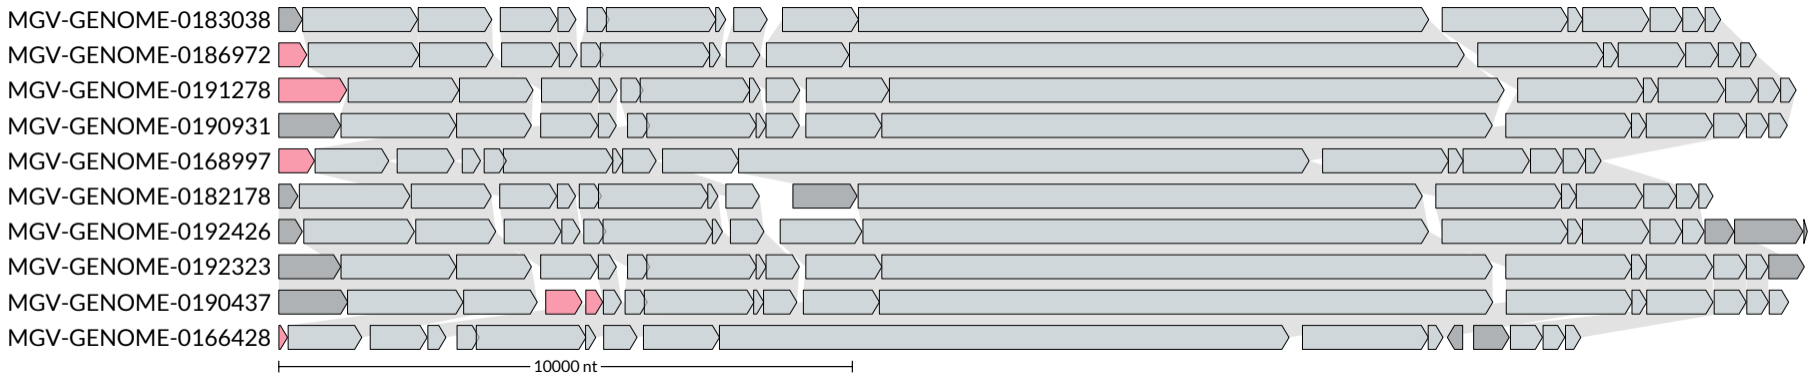 MGV-GENOME-0183038
MGV-GENOME-0186972
MGV-GENOME-0191278
MGV-GENOME-0190931
MGV-GENOME-0168997
MGV-GENOME-0182178
MGV-GENOME-0192426
MGV-GENOME-0192323
MGV-GENOME-0190437
MGV-GENOME-0166428
10000 nt